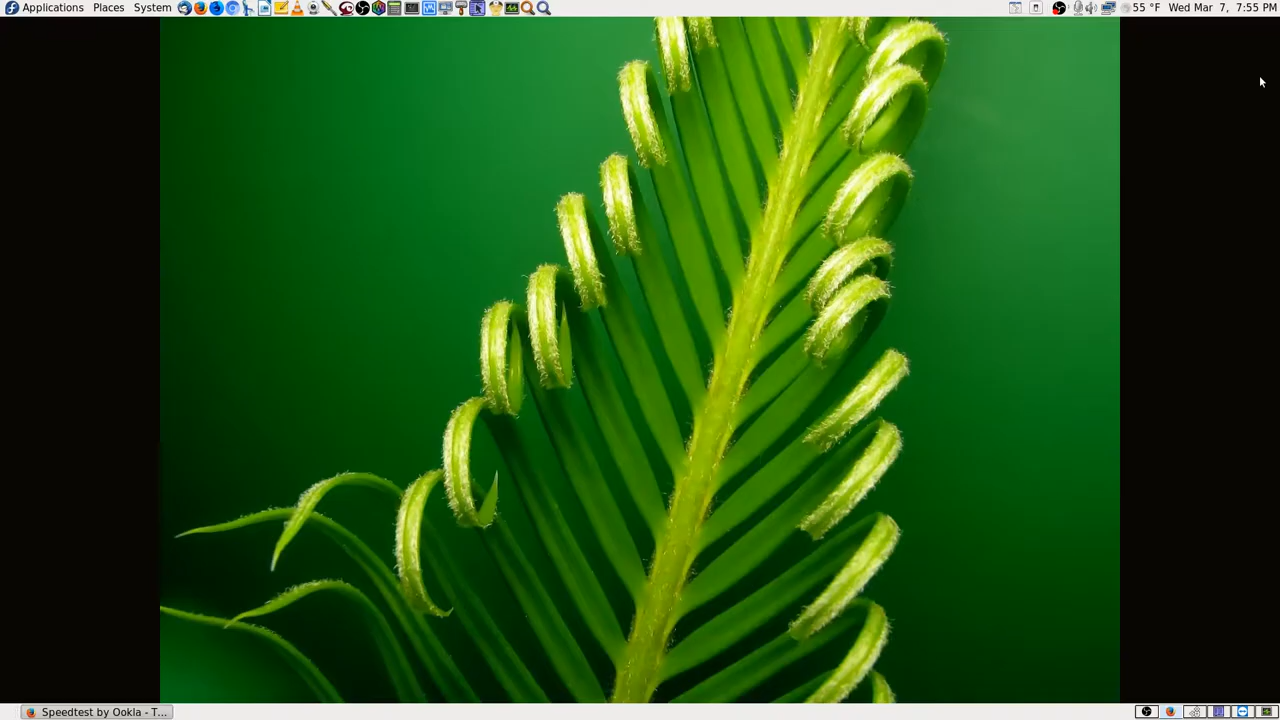 Applications Places System 55 °F Wed Mar 7, 7:55 PM
Speedtest by Ookla - T...